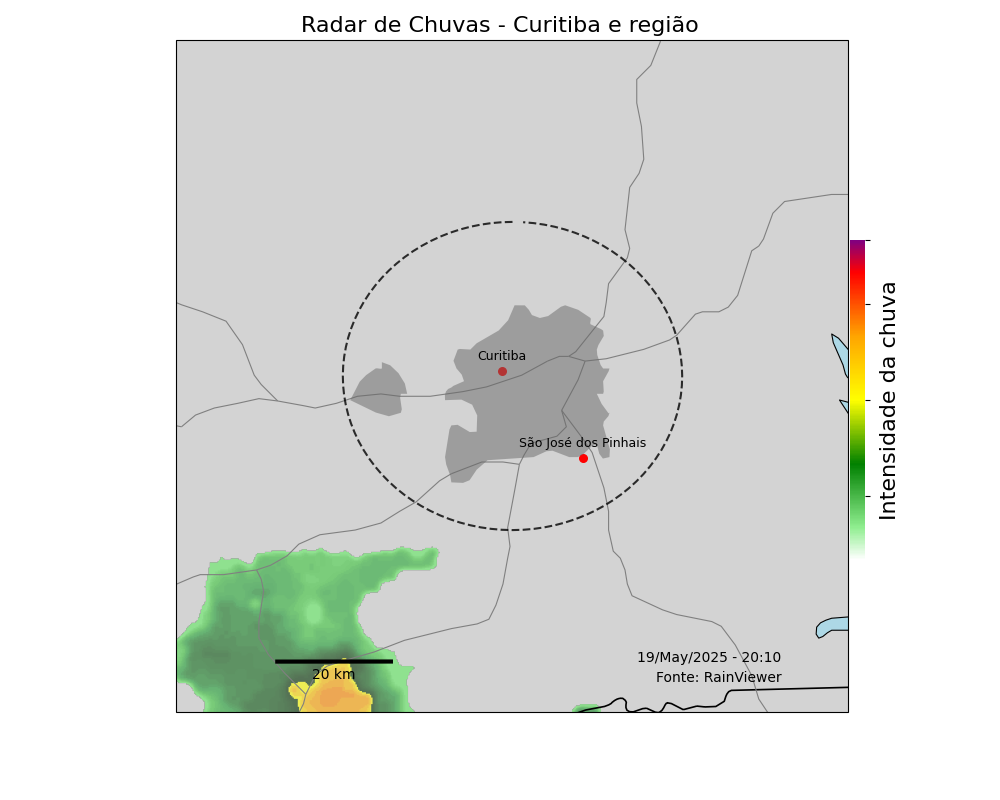 Radar de Chuvas - Curitiba e região
Curitiba
São José dos Pinhais
Intensidade da chuva
20 km
19/May/2025 - 20:10
Fonte: RainViewer